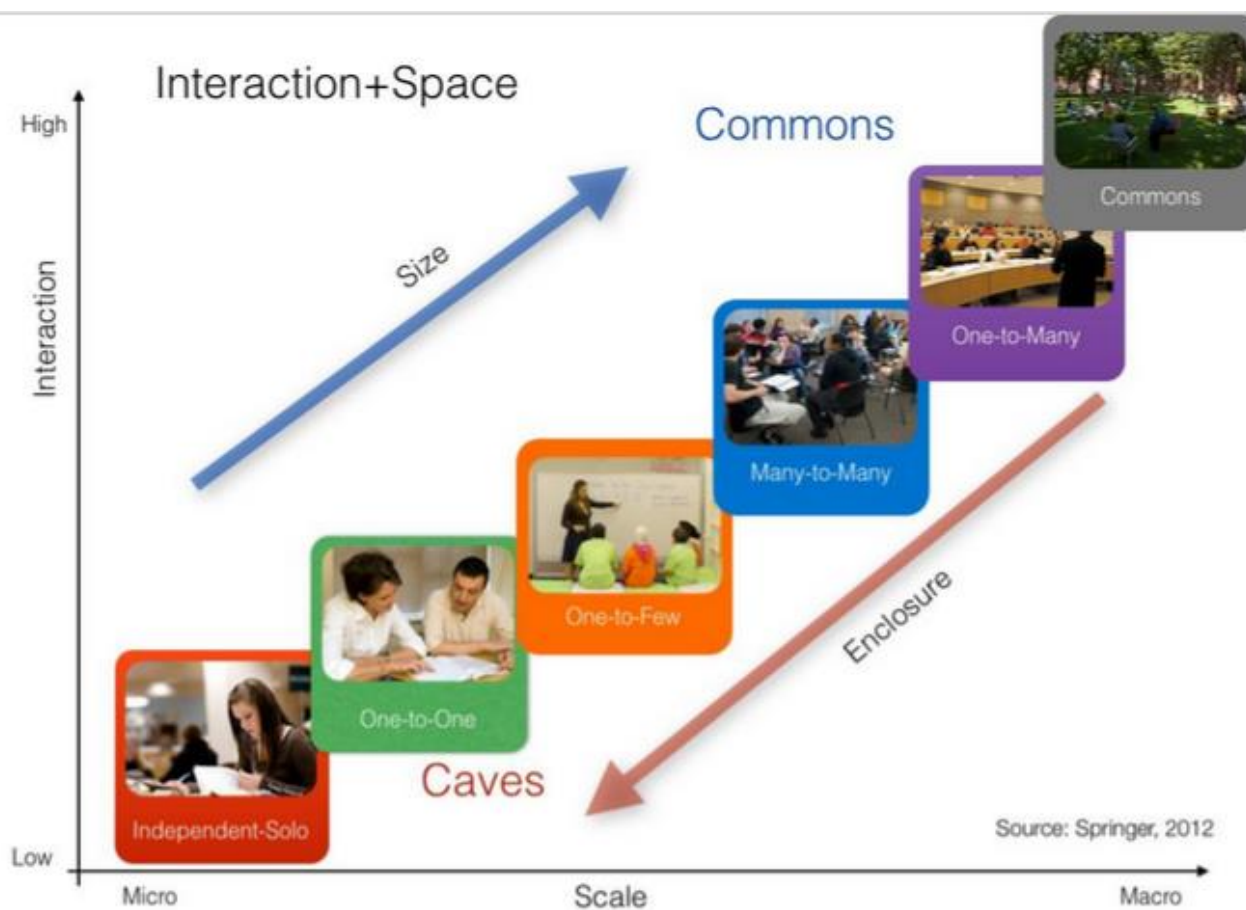 Interaction+Space
Commons
High
Commons
Size
Interaction
One-to-Many
Many-to-Many
One-to-Few
Enclosure
One-to-One
Caves
Independent-Solo
Source: Springer, 2012
Low
Micro
Scale
Macro